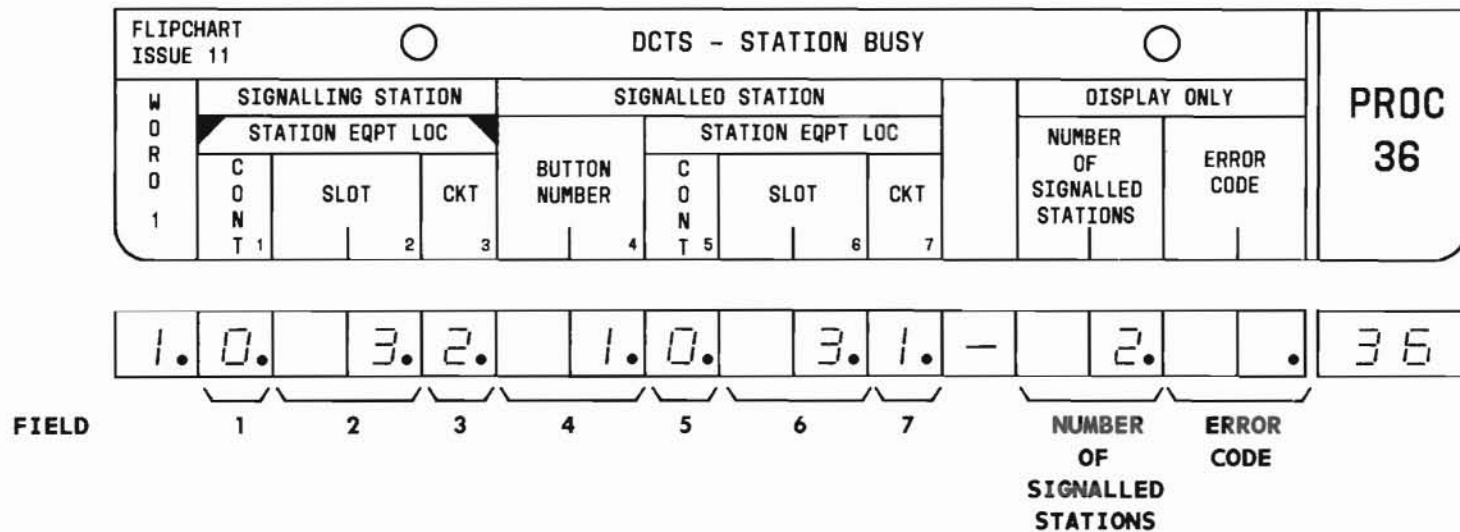 FLIPCHART
ISSUE 11
DCTS - STATION BUSY
PROC
36
WORD 1
SIGNALLING STATION
SIGNALLED STATION
DISPLAY ONLY
STATION EQPT LOC
STATION EQPT LOC
CONT 1
SLOT 2
CKT 3
BUTTON
NUMBER 4
CONT 5
SLOT 6
CKT 7
NUMBER
OF
SIGNALLED
STATIONS
ERROR
CODE
1. 0. 3. 2. 1. 0. 3. 1. - 2. . 36
FIELD 1 2 3 4 5 6 7
NUMBER
OF
SIGNALLED
STATIONS
ERROR
CODE